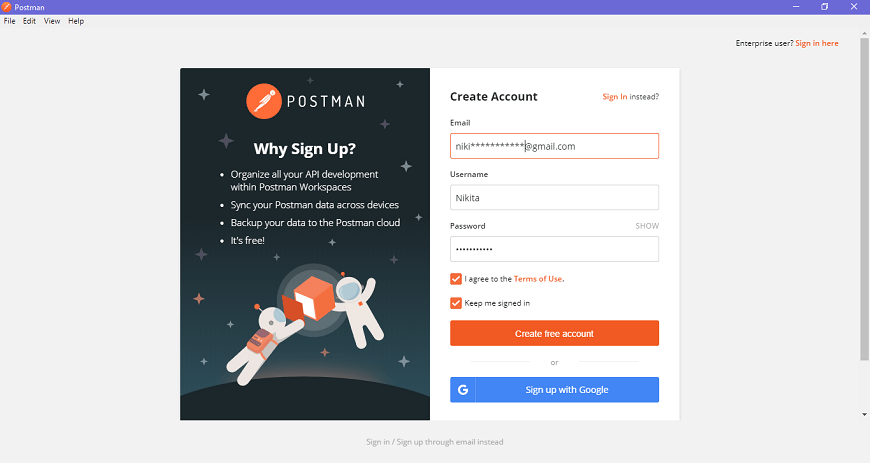 Postman
File Edit View Help
Enterprise user? Sign in here
POSTMAN
Why Sign Up?
• Organize all your API development
within Postman Workspaces
• Sync your Postman data across devices
• Backup your data to the Postman cloud
• It's free!
Create Account
Sign In instead?
Email
niki***********@gmail.com
Username
Nikita
Password
SHOW
•••••••••••
I agree to the Terms of Use.
Keep me signed in
Create free account
or
G Sign up with Google
Sign in / Sign up through email instead